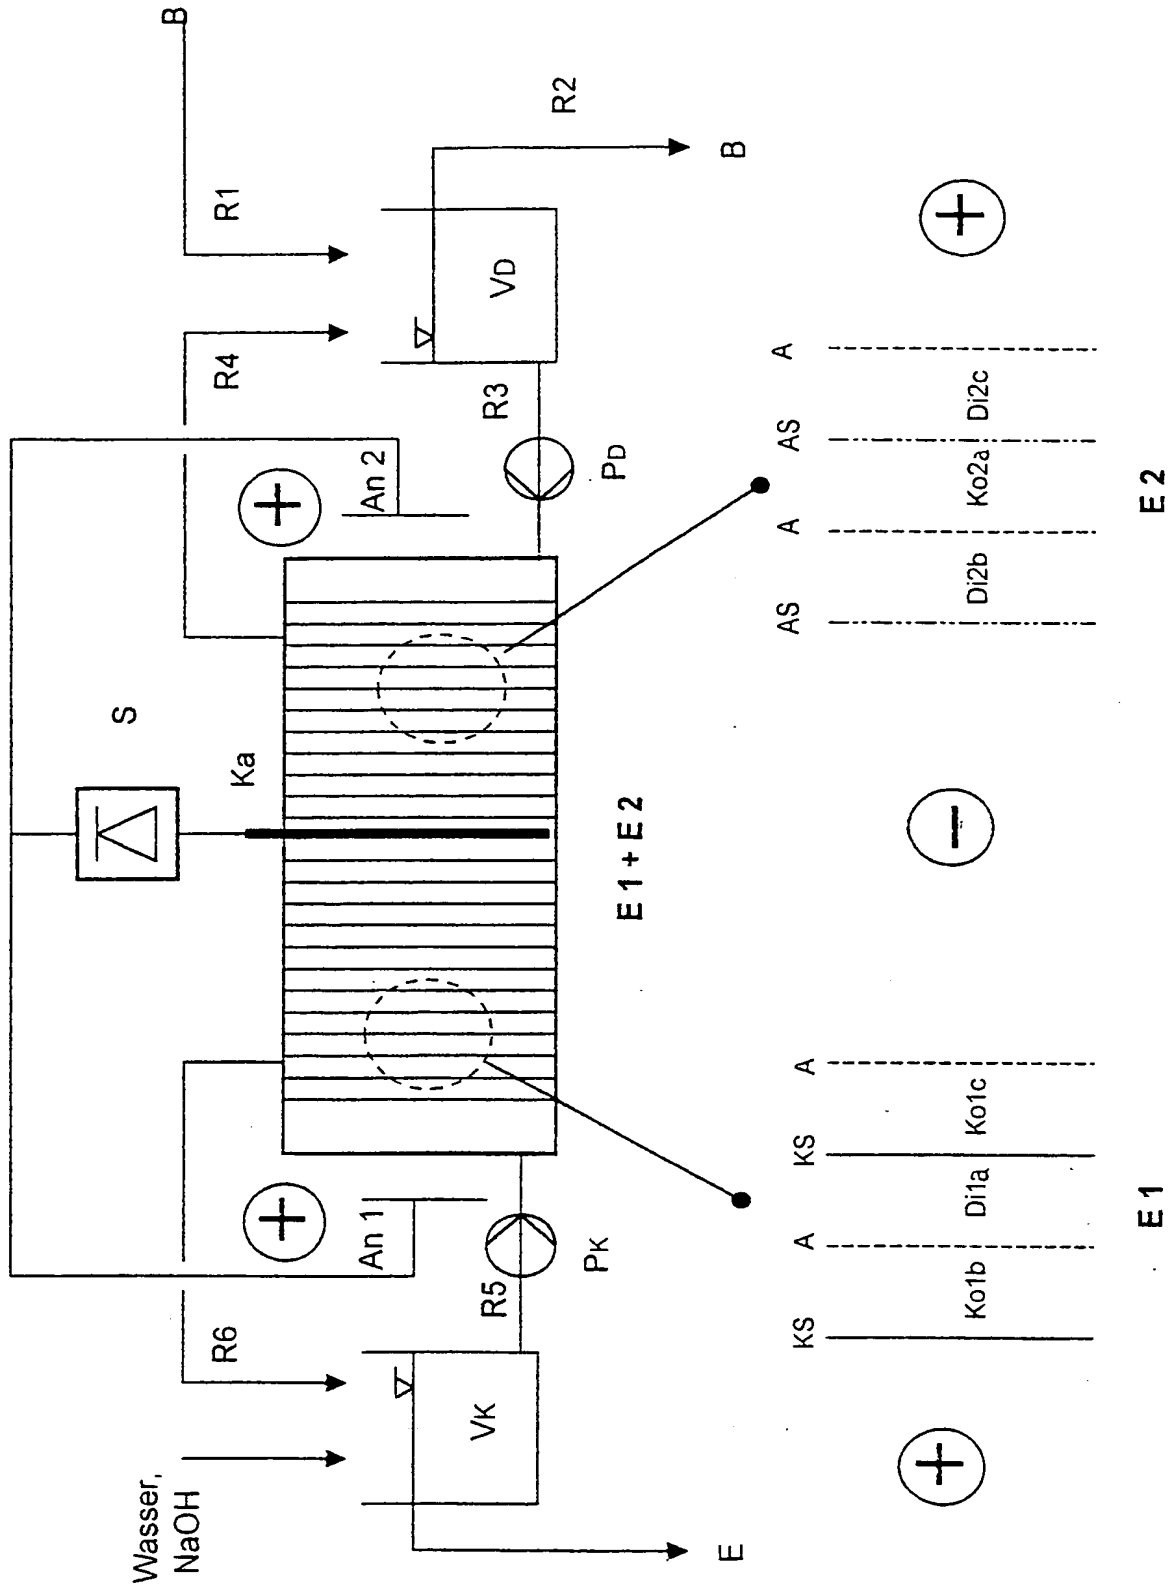 S
Wasser,
NaOH
B
R6
R4
R1
Ka
+
+
An 1
An 2
VK
R5
R3
VD
R2
PK
PD
E 1 + E 2
E
B
KS
A
KS
A
AS
A
AS
A
+
Ko1b
Di1a
Ko1c
−
Di2b
Ko2a
Di2c
+
E 1
E 2